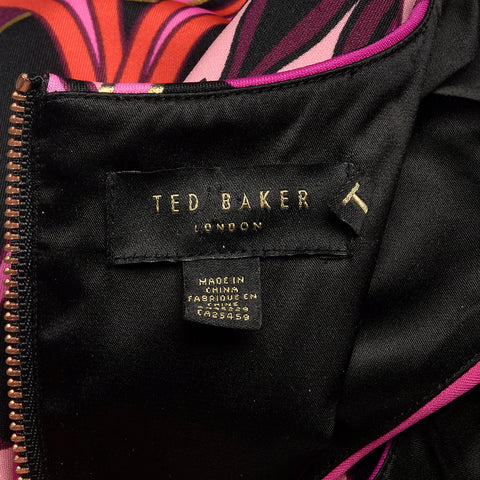 TED BAKER
LONDON
T
MADE IN
CHINA
FABRIQUE EN
CHINE
CA25459